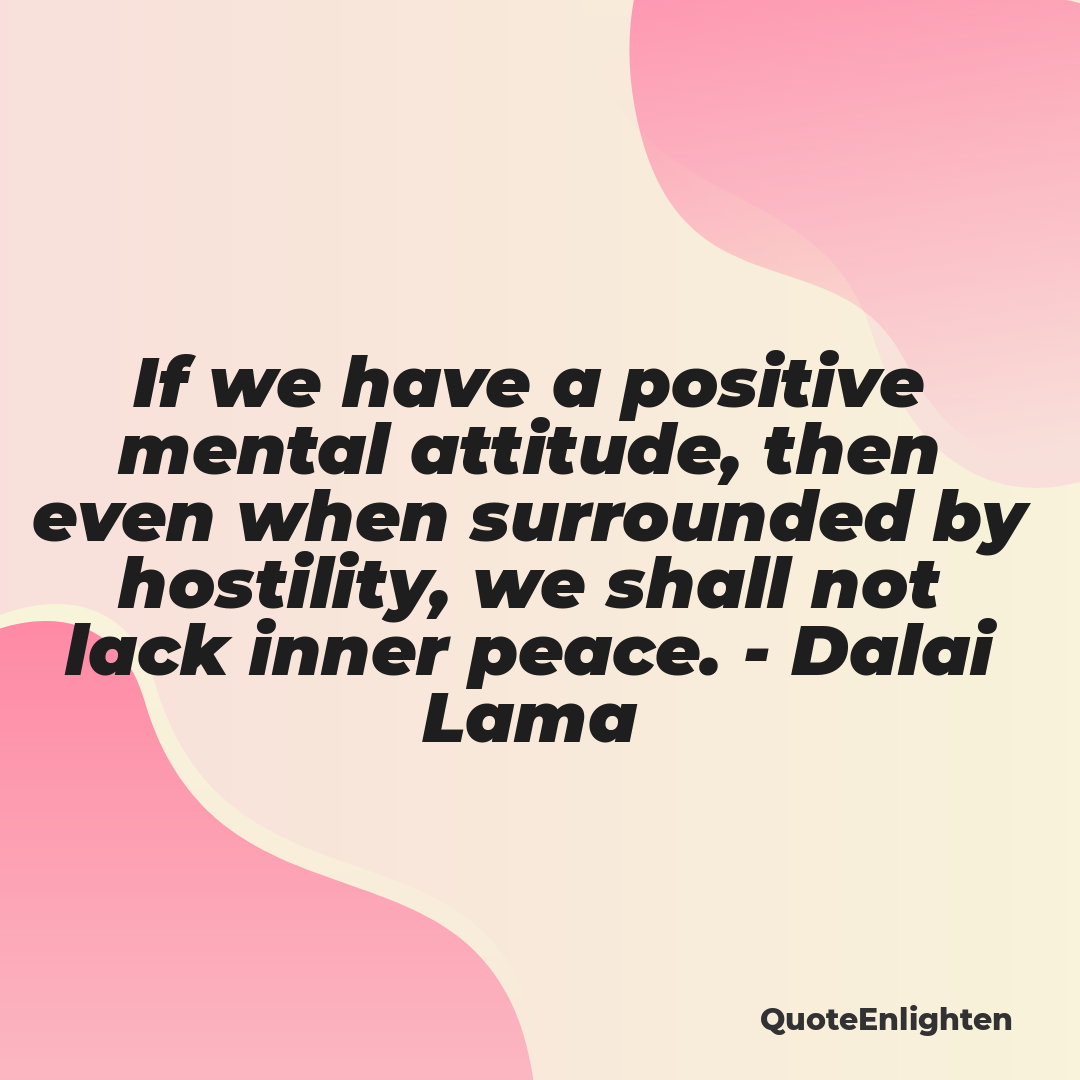 If we have a positive
mental attitude, then
even when surrounded by
hostility, we shall not
lack inner peace. - Dalai
Lama
QuoteEnlighten